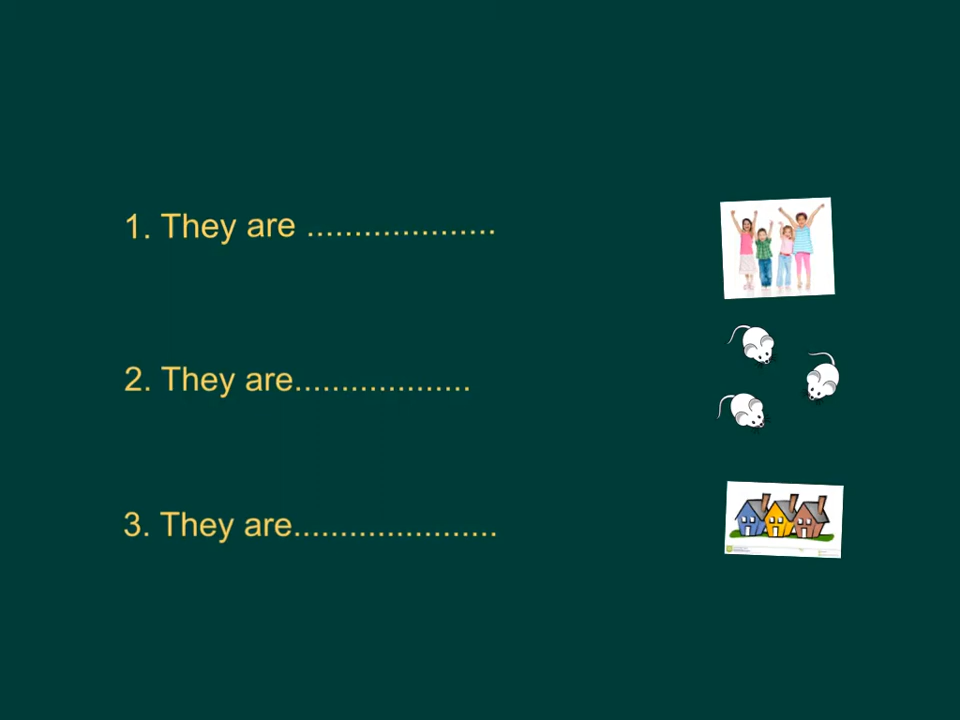 1. They are ....................
2. They are...................
3. They are......................